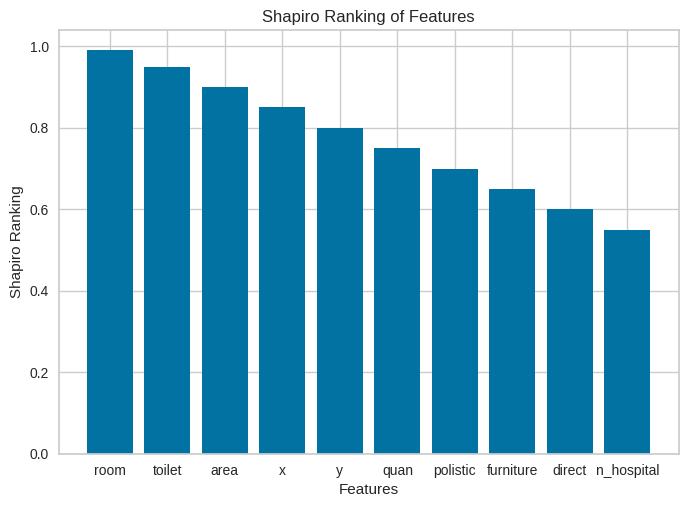 Shapiro Ranking of Features
Shapiro Ranking
1.0
0.8
0.6
0.4
0.2
0.0
room toilet area x y quan polistic furniture direct n_hospital
Features